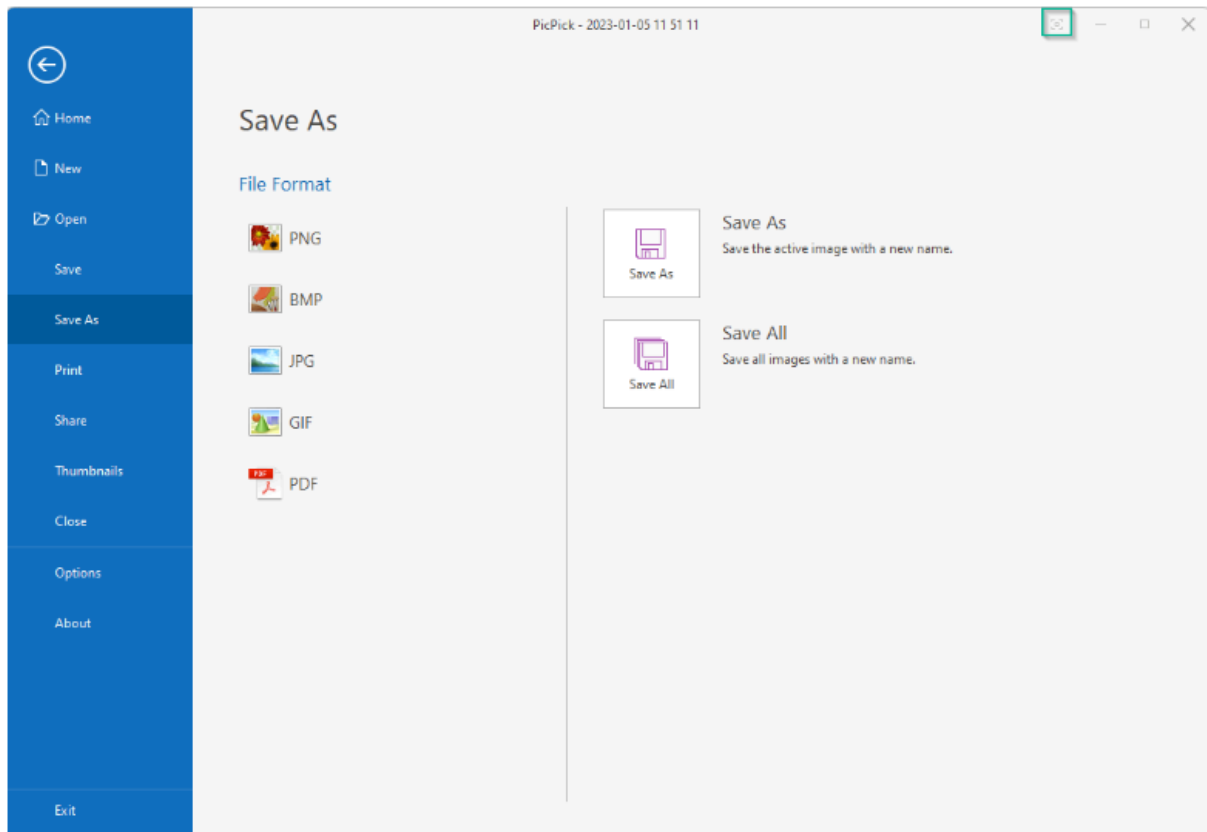 PicPick - 2023-01-05 11 51 11
Home
New
Open
Save
Save As
Print
Share
Thumbnails
Close
Options
About
Exit
Save As
File Format
PNG
BMP
JPG
GIF
PDF
PDF
Save As
Save As
Save the active image with a new name.
Save All
Save All
Save all images with a new name.